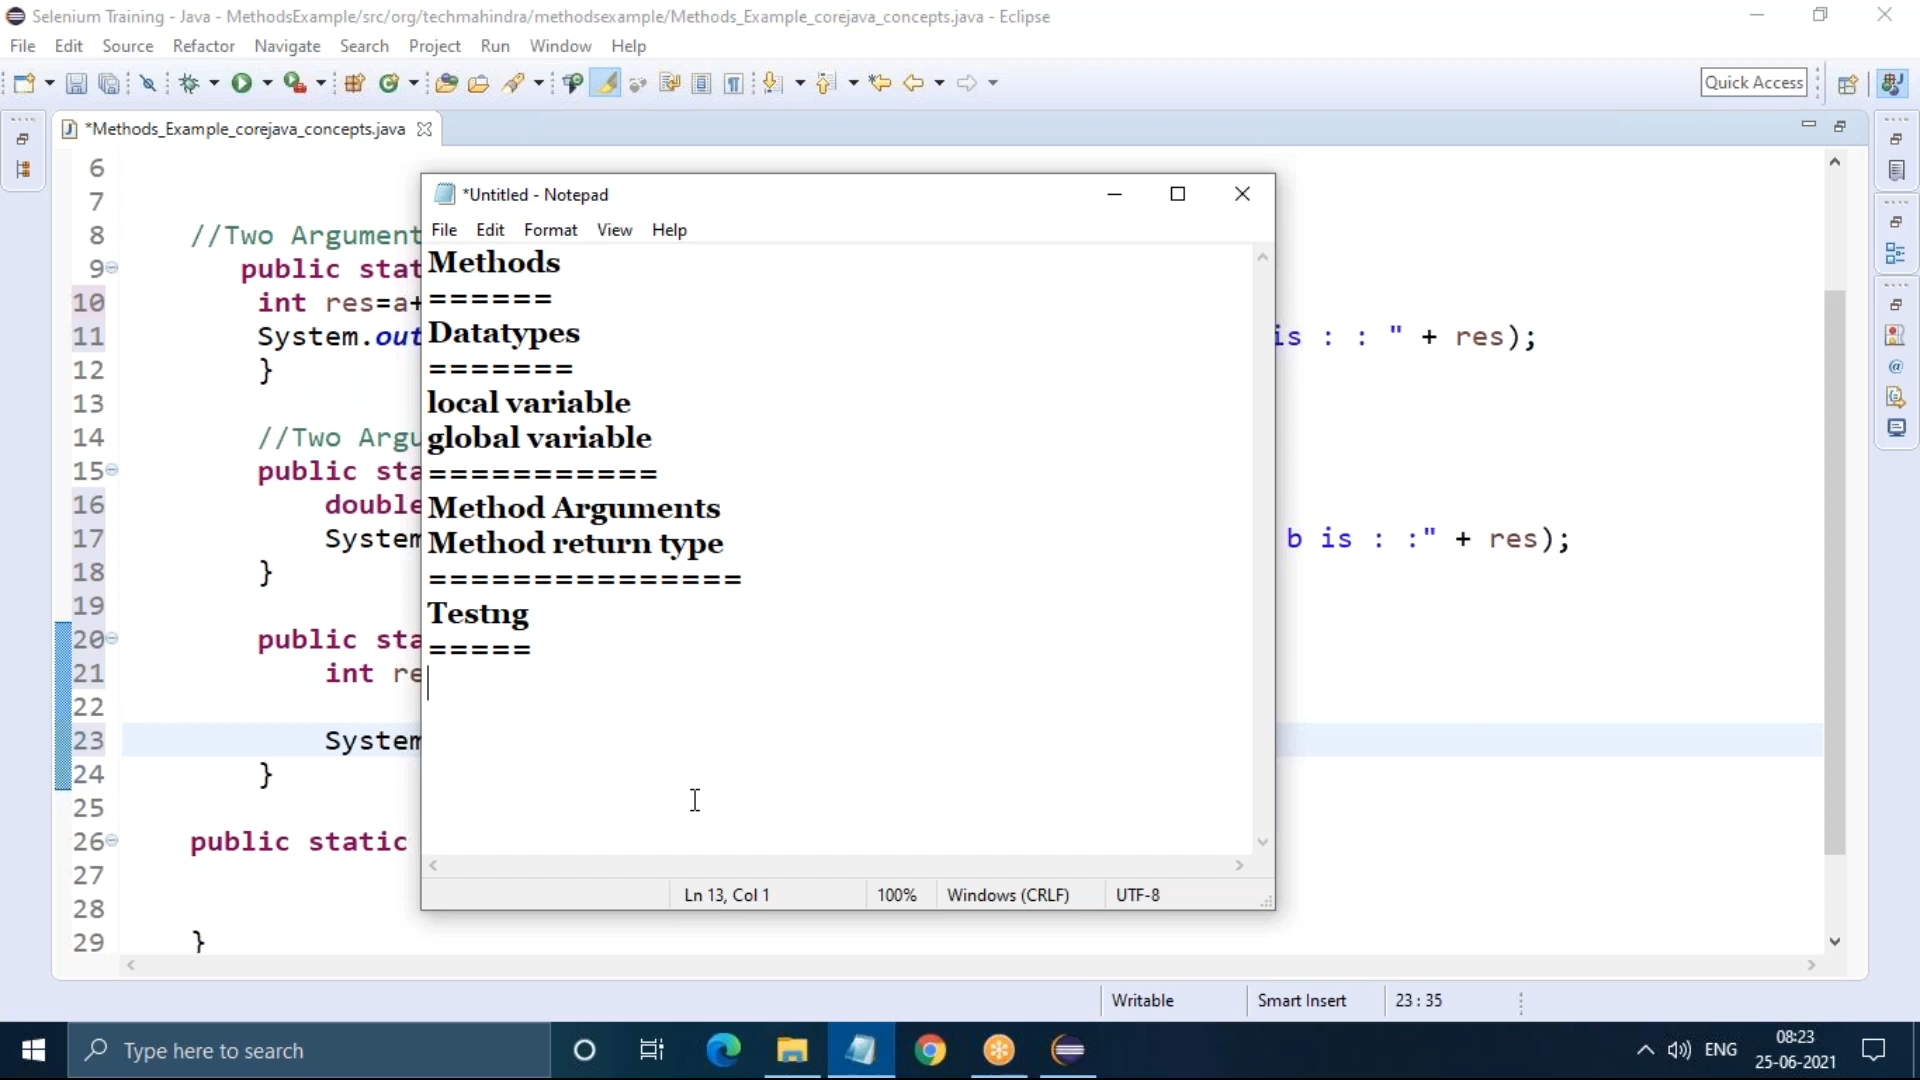 Selenium Training - Java - MethodsExample/src/org/techmahindra/methodsexample/Methods_Example_corejava_concepts.java - Eclipse
File Edit Source Refactor Navigate Search Project Run Window Help
Quick Access
*Methods_Example_corejava_concepts.java
6
7
8 //Two Argument
9 public stat
10 int res=a+
11 System.out is : : " + res);
12 }
13
14 //Two Argu
15 public sta
16 double
17 System b is : :" + res);
18 }
19
20 public sta
21 int re
22
23 System
24 }
25
26 public static
27
28
29 }
*Untitled - Notepad
File Edit Format View Help
Methods
======
Datatypes
=======
local variable
global variable
===========
Method Arguments
Method return type
===============
Testng
=====
Ln 13, Col 1 100% Windows (CRLF) UTF-8
Writable Smart Insert 23 : 35
Type here to search
ENG
08:23
25-06-2021